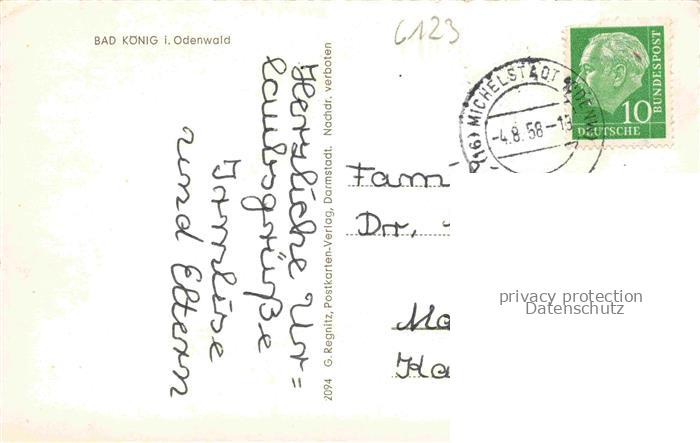 BAD KÖNIG i. Odenwald
6123
Herzliche Ur=
laubsgrüße
und Eltern
2094 G. Regnitz, Postkarten-Verlag, Darmstadt. Nachdr. verboten
(16) MICHELSTADT
-4.8.58-
10
DEUTSCHE
BUNDESPOST
Fam
Dr.
privacy protection
Datenschutz